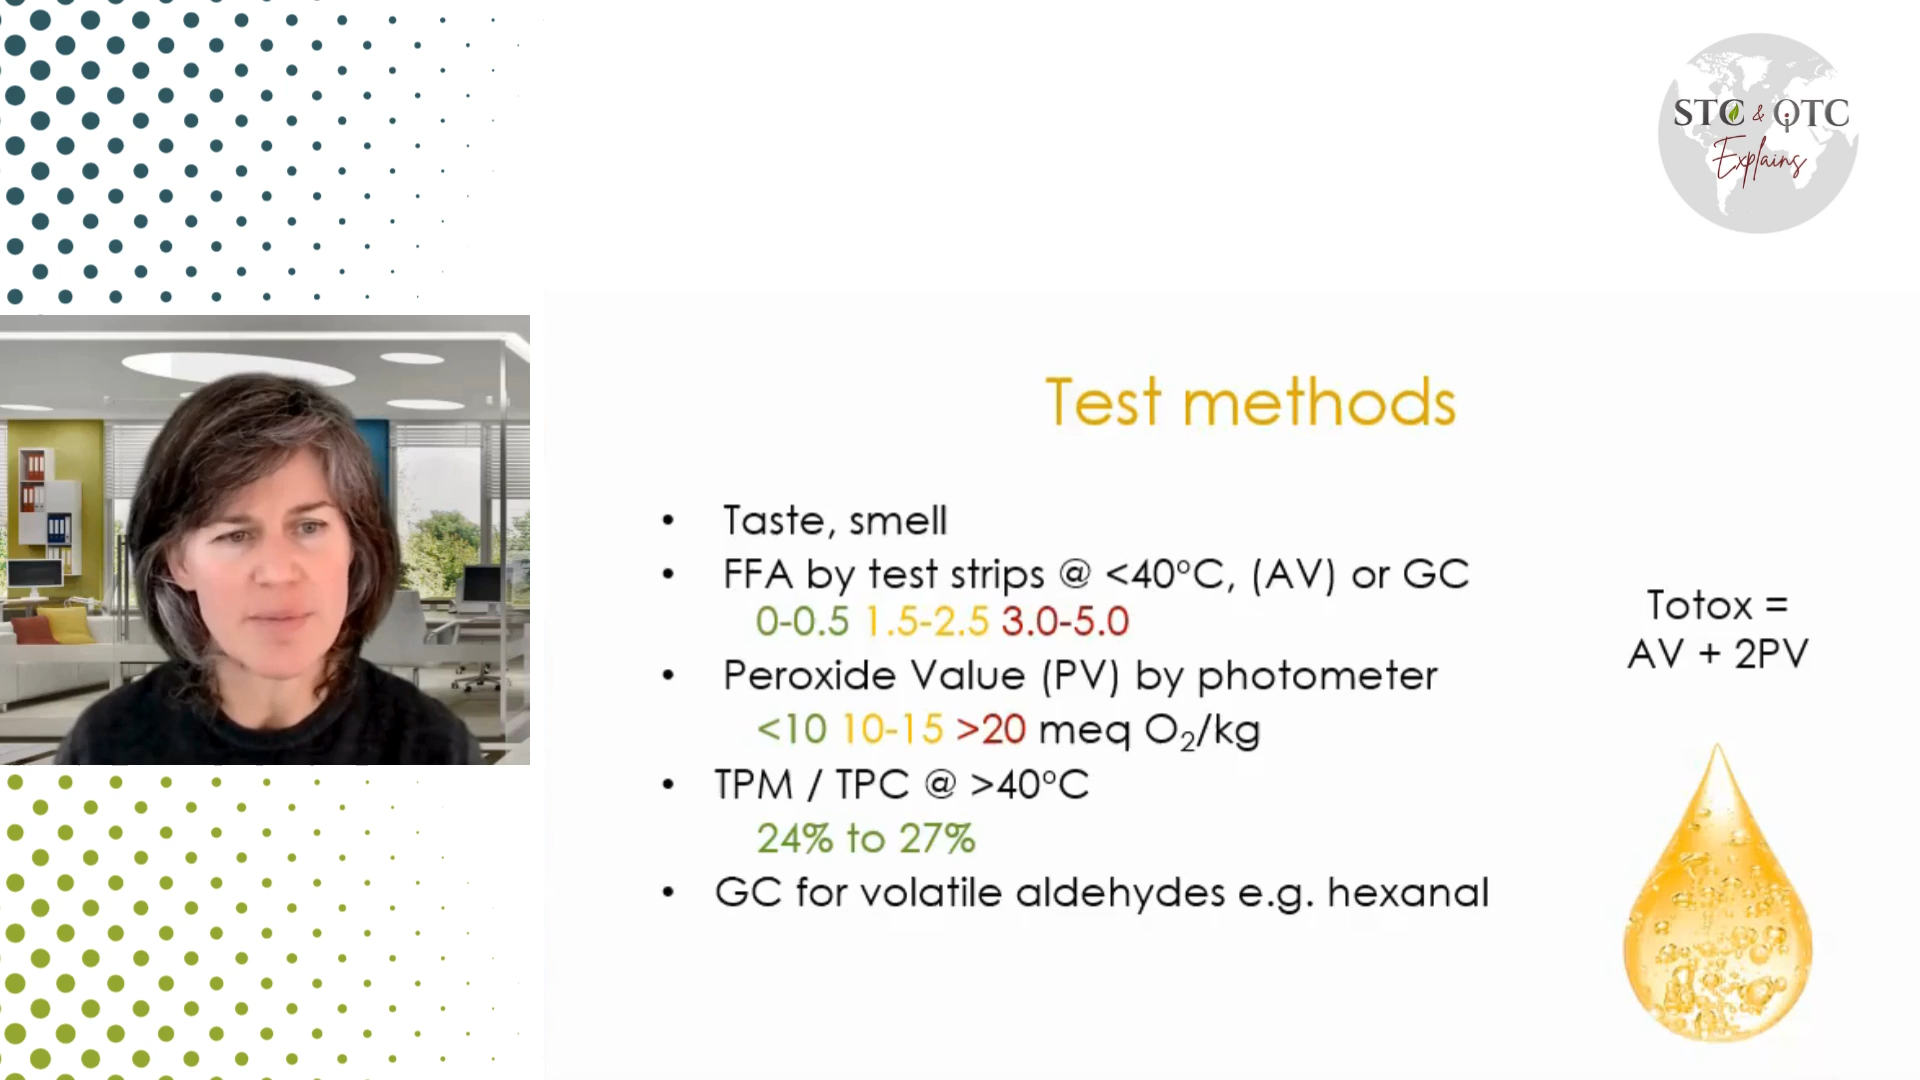 STC & QTC
Explains
Test methods
• Taste, smell
• FFA by test strips @ <40°C, (AV) or GC
0-0.5 1.5-2.5 3.0-5.0
• Peroxide Value (PV) by photometer
<10 10-15 >20 meq O₂/kg
• TPM / TPC @ >40°C
24% to 27%
• GC for volatile aldehydes e.g. hexanal
Totox =
AV + 2PV